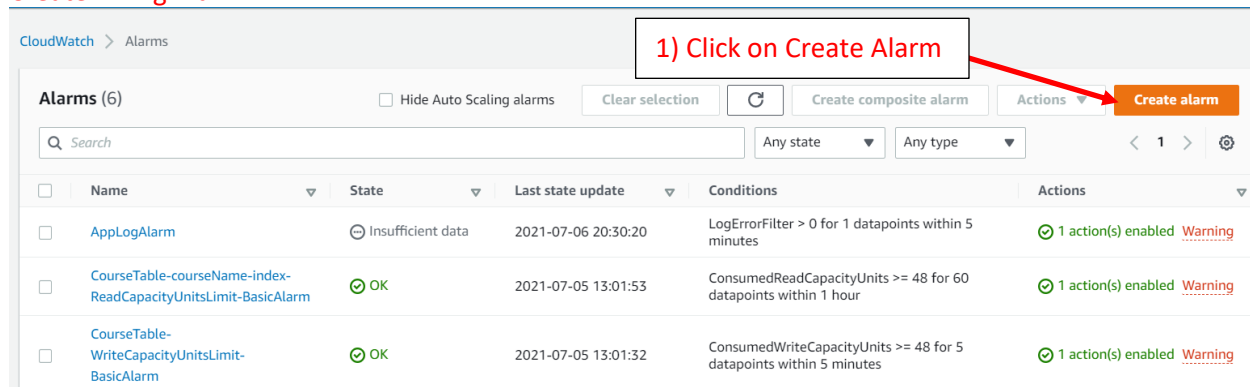 CloudWatch > Alarms
1) Click on Create Alarm
Alarms (6)
Hide Auto Scaling alarms
Clear selection
Create composite alarm
Actions
Create alarm
Search
Any state
Any type
< 1 >
Name State Last state update Conditions Actions
AppLogAlarm Insufficient data 2021-07-06 20:30:20 LogErrorFilter > 0 for 1 datapoints within 5
minutes
1 action(s) enabled Warning
CourseTable-courseName-index-
ReadCapacityUnitsLimit-BasicAlarm
OK
2021-07-05 13:01:53
ConsumedReadCapacityUnits >= 48 for 60
datapoints within 1 hour
1 action(s) enabled Warning
CourseTable-
WriteCapacityUnitsLimit-
BasicAlarm
OK
2021-07-05 13:01:32
ConsumedWriteCapacityUnits >= 48 for 5
datapoints within 5 minutes
1 action(s) enabled Warning